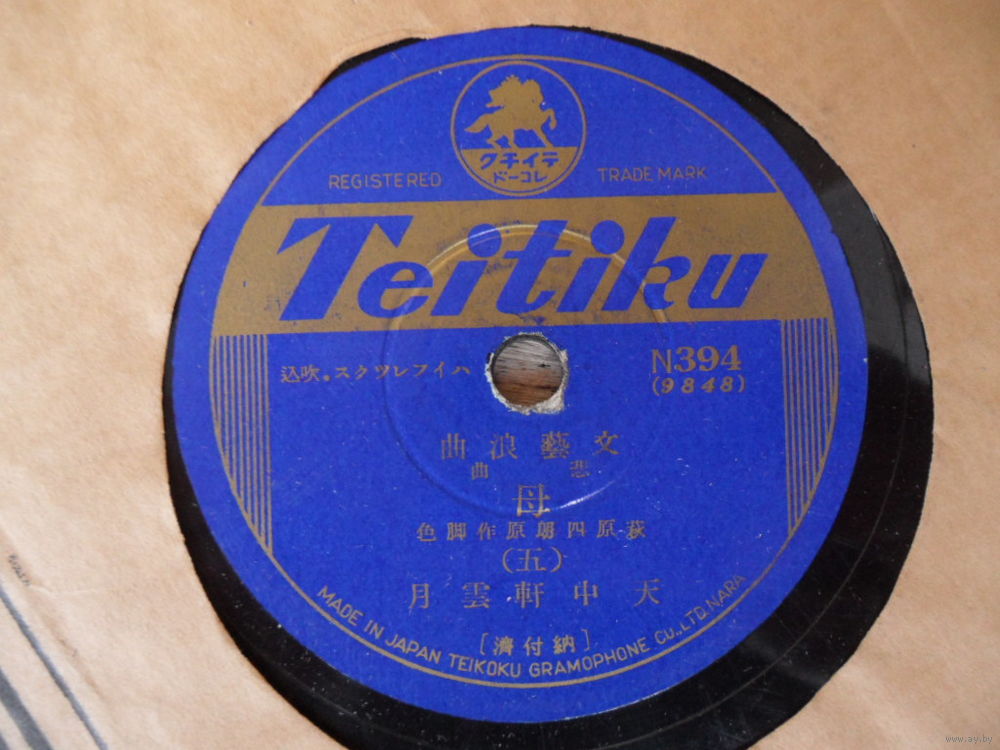 テイチク
レコード
REGISTERED TRADE MARK
Teitiku
ハイフレツクス。吹込
N394
(9848)
文藝浪曲
悲曲
母
萩原四朗原作脚色
(五)
天中軒雲月
[納付濟]
MADE IN JAPAN TEIKOKU GRAMOPHONE CO., LTD. NARA
www.ay.by